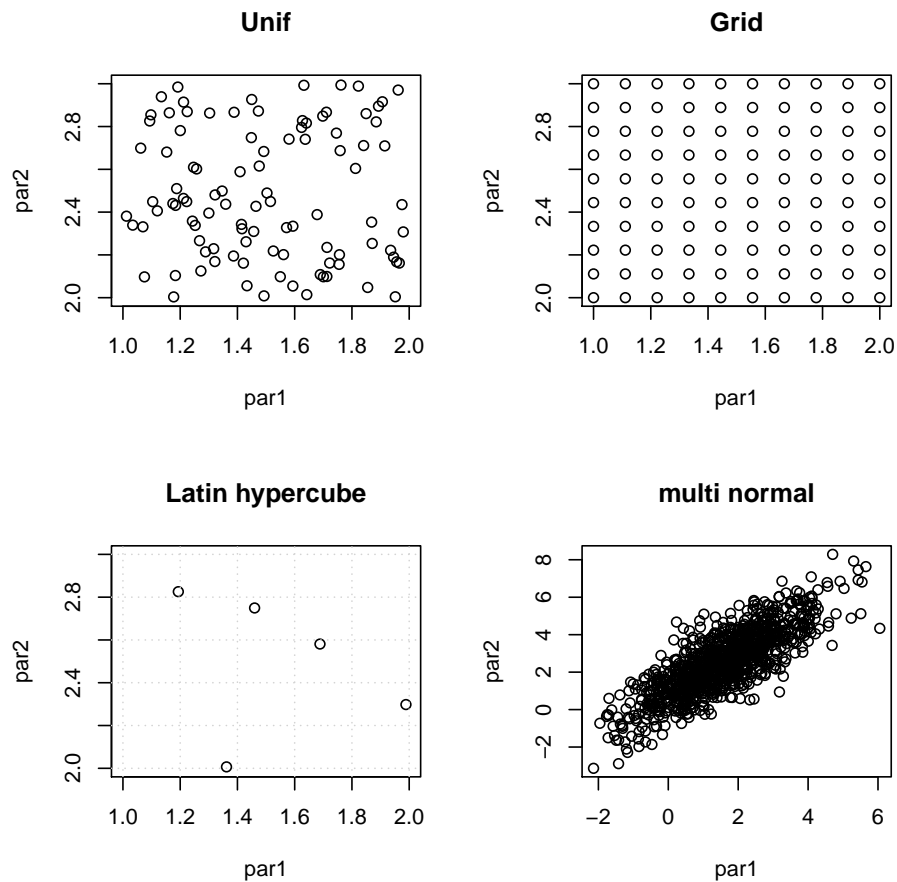 Unif
par2
2.0 2.4 2.8
1.0 1.2 1.4 1.6 1.8 2.0
par1
Grid
par2
2.0 2.4 2.8
1.0 1.2 1.4 1.6 1.8 2.0
par1
Latin hypercube
par2
2.0 2.4 2.8
1.0 1.2 1.4 1.6 1.8 2.0
par1
multi normal
par2
−2 0 2 4 6 8
−2 0 2 4 6
par1